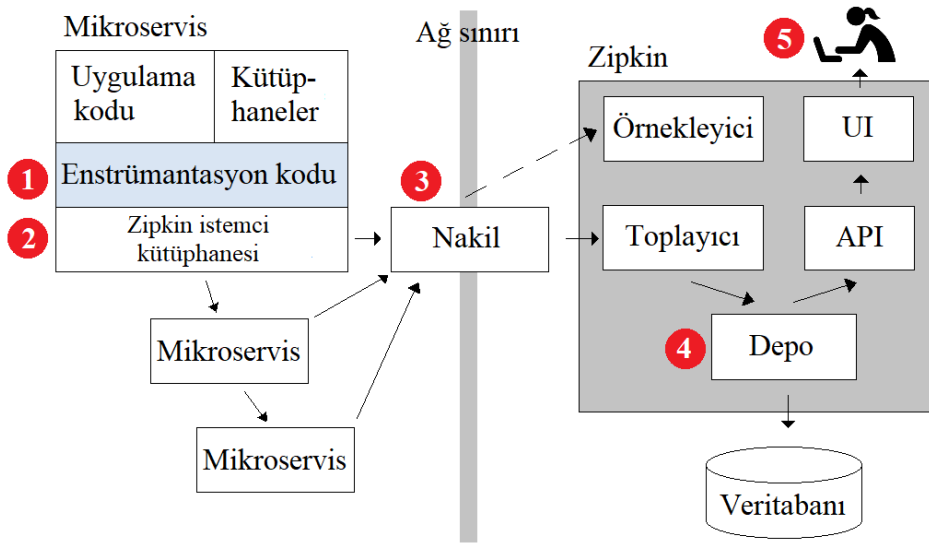 Mikroservis
Uygulama
kodu
Kütüp-
haneler
1
Enstrümantasyon kodu
2
Zipkin istemci
kütüphanesi
Mikroservis
Mikroservis
Ağ sınırı
3
Nakil
Zipkin
5
Örnekleyici
UI
Toplayıcı
API
4
Depo
Veritabanı